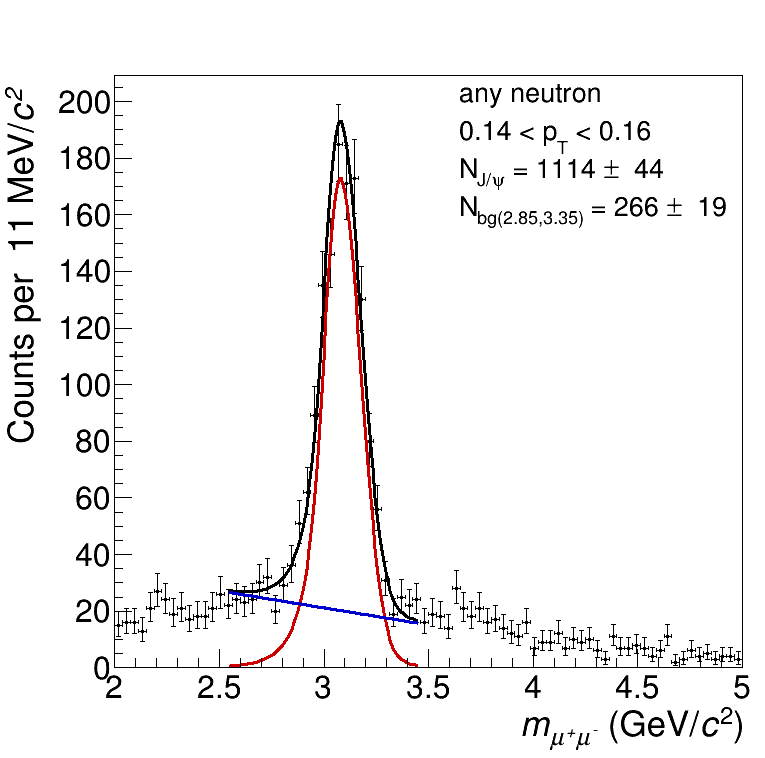 Counts per 11 MeV/c²
200
180
160
140
120
100
80
60
40
20
0
any neutron
0.14 < p_T < 0.16
N_J/ψ = 1114 ± 44
N_bg(2.85,3.35) = 266 ± 19
2 2.5 3 3.5 4 4.5 5
m_μ⁺μ⁻ (GeV/c²)